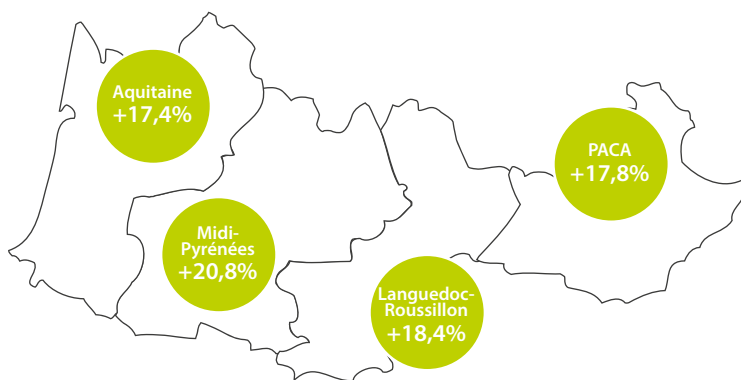 Aquitaine
+17,4%
PACA
+17,8%
Midi-
Pyrénées
+20,8%
Languedoc-
Roussillon
+18,4%